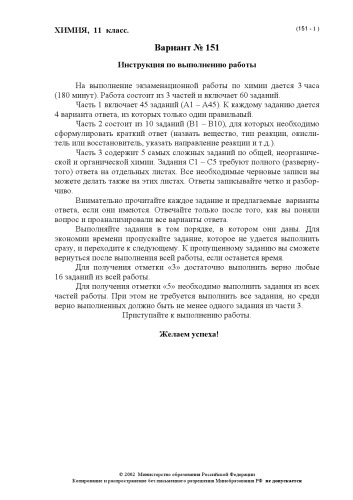 ХИМИЯ, 11 класс.
(151 - 1 )
Вариант № 151
Инструкция по выполнению работы
На выполнение экзаменационной работы по химии дается 3 часа
(180 минут). Работа состоит из 3 частей и включает 60 заданий.
Часть 1 включает 45 заданий (А1 – А45). К каждому заданию дается
4 варианта ответа, из которых только один правильный.
Часть 2 состоит из 10 заданий (В1 – В10), для которых необходимо
сформулировать краткий ответ (назвать вещество, тип реакции, окисли-
тель или восстановитель, указать направление реакции и т.д.).
Часть 3 содержит 5 самых сложных заданий по общей, неорганиче-
ской и органической химии. Задания С1 – С5 требуют полного (разверну-
того) ответа на отдельных листах. Все необходимые черновые записи вы
можете делать также на этих листах. Ответы записывайте четко и разбор-
чиво.
Внимательно прочитайте каждое задание и предлагаемые варианты
ответа, если они имеются. Отвечайте только после того, как вы поняли
вопрос и проанализировали все варианты ответа.
Выполняйте задания в том порядке, в котором они даны. Для
экономии времени пропускайте задание, которое не удается выполнить
сразу, и переходите к следующему. К пропущенному заданию вы сможете
вернуться после выполнения всей работы, если останется время.
Для получения отметки «3» достаточно выполнить верно любые
16 заданий из всей работы.
Для получения отметки «5» необходимо выполнить задания из всех
частей работы. При этом не требуется выполнить все задания, но среди
верно выполненных должно быть не менее одного задания из части 3.
Приступайте к выполнению работы.
Желаем успеха!
© 2002 Министерство образования Российской Федерации
Копирование и распространение без письменного разрешения Минобразования РФ не допускается